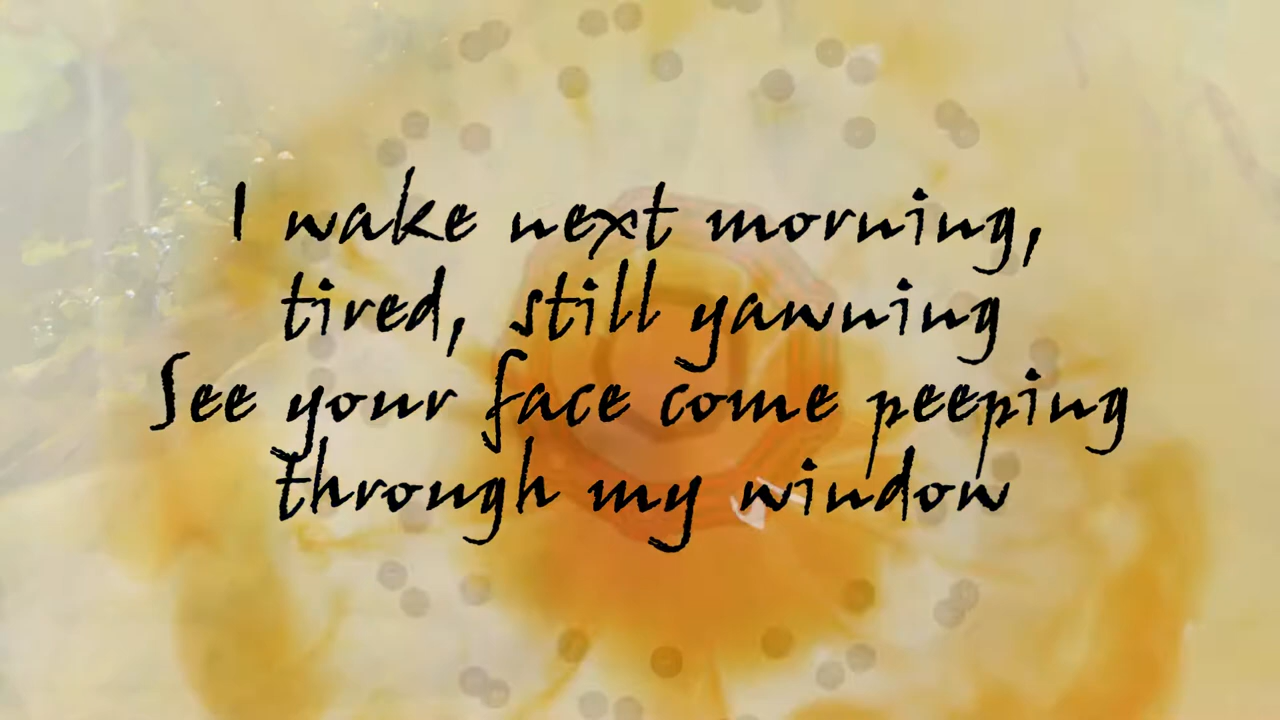 I wake next morning,
tired, still yawning
See your face come peeping
through my window